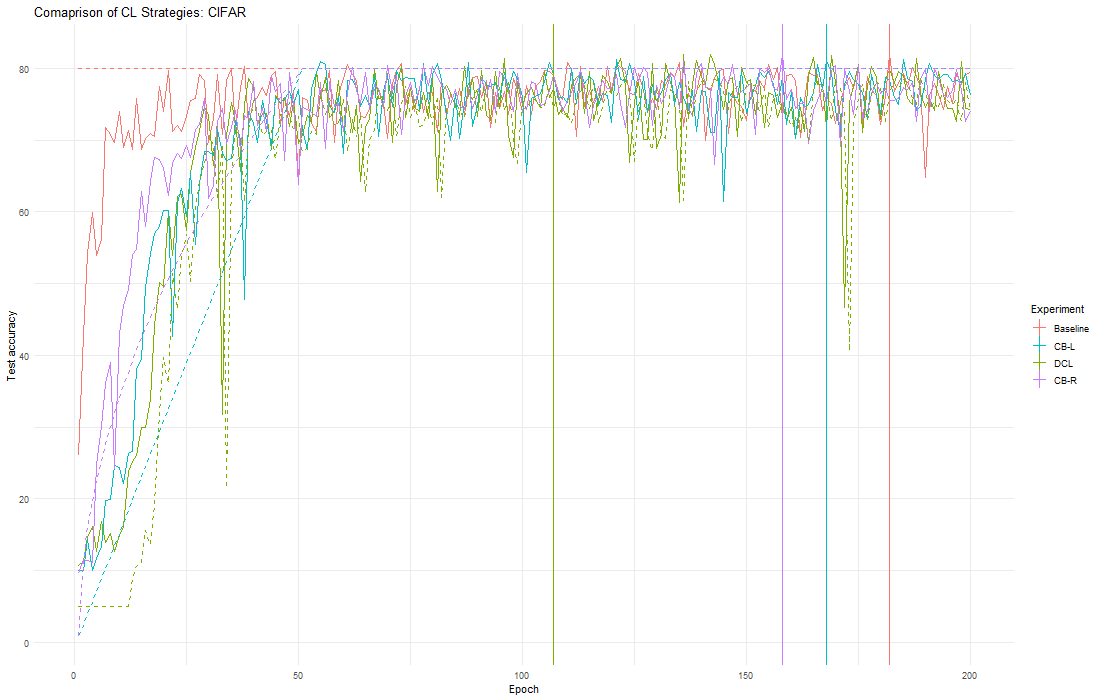 Comaprison of CL Strategies: CIFAR
80
60
40
20
0
Test accuracy
0
50
100
150
200
Epoch
Experiment
Baseline
CB-L
DCL
CB-R